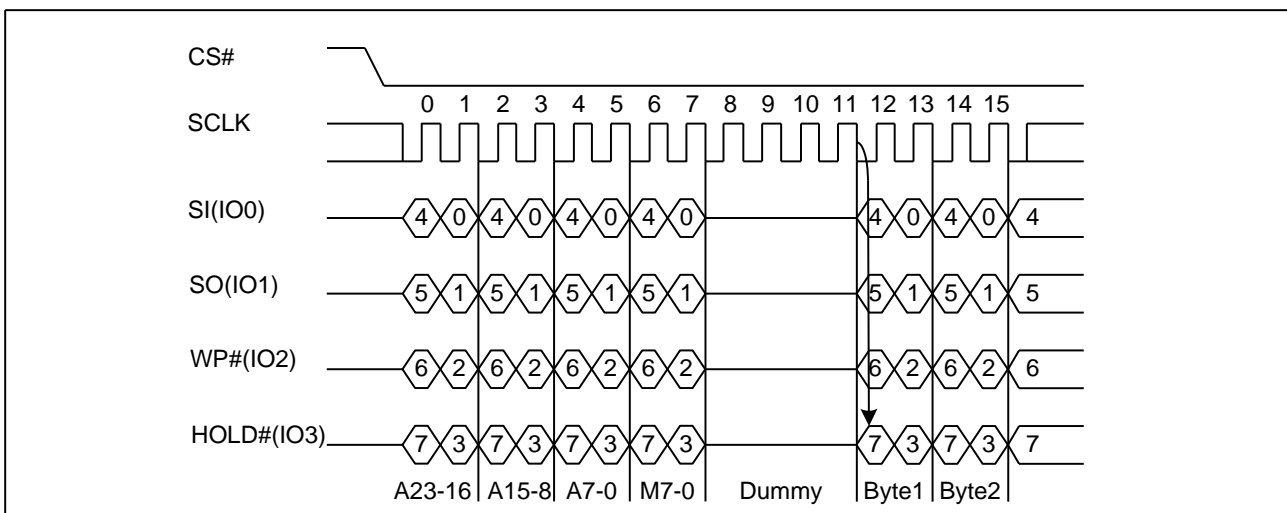 CS#
0 1 2 3 4 5 6 7 8 9 10 11 12 13 14 15
SCLK
SI(IO0) 4 0 4 0 4 0 4 0 4 0 4 0 4
SO(IO1) 5 1 5 1 5 1 5 1 5 1 5 1 5
WP#(IO2) 6 2 6 2 6 2 6 2 6 2 6 2 6
HOLD#(IO3) 7 3 7 3 7 3 7 3 7 3 7 3 7
A23-16 A15-8 A7-0 M7-0 Dummy Byte1 Byte2